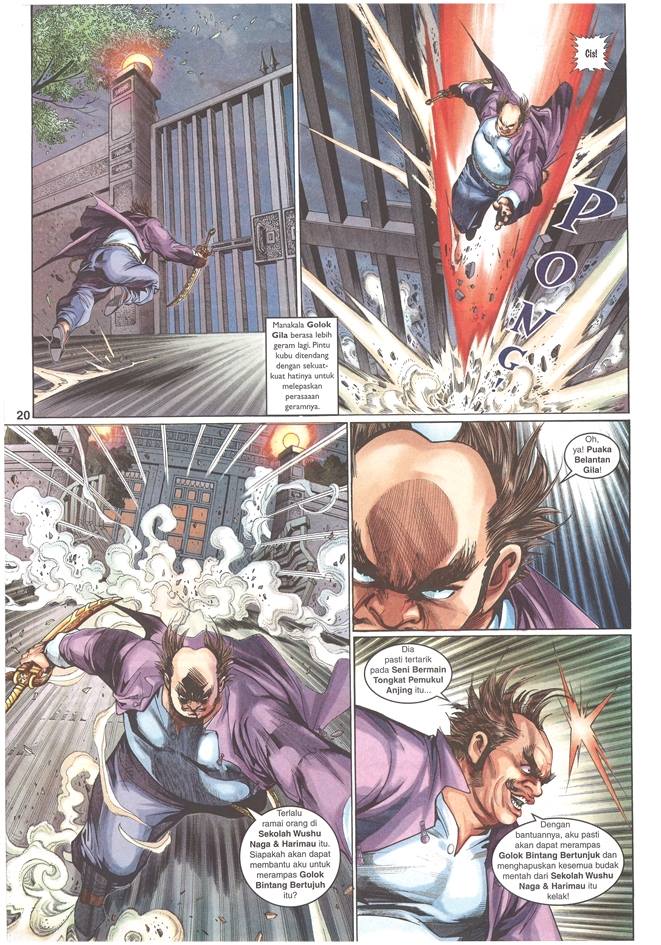 Cis!
PONG!
Manakala Golok
Gila berasa lebih
geram lagi. Pintu
kubu ditendang
dengan sekuat-
kuat hatinya untuk
melepaskan
perasaaan
geramnya.
20
Oh,
ya! Puaka
Belantan
Gila!
Terlalu
ramai orang di
Sekolah Wushu
Naga & Harimau itu.
Siapakah akan dapat
membantu aku untuk
merampas Golok
Bintang Bertujuh
itu?
Dia
pasti tertarik
pada Seni Bermain
Tongkat Pemukul
Anjing itu...
Dengan
bantuannya, aku pasti
akan dapat merampas
Golok Bintang Bertunjuk dan
menghapuskan kesemua budak
mentah dari Sekolah Wushu
Naga & Harimau itu
kelak!